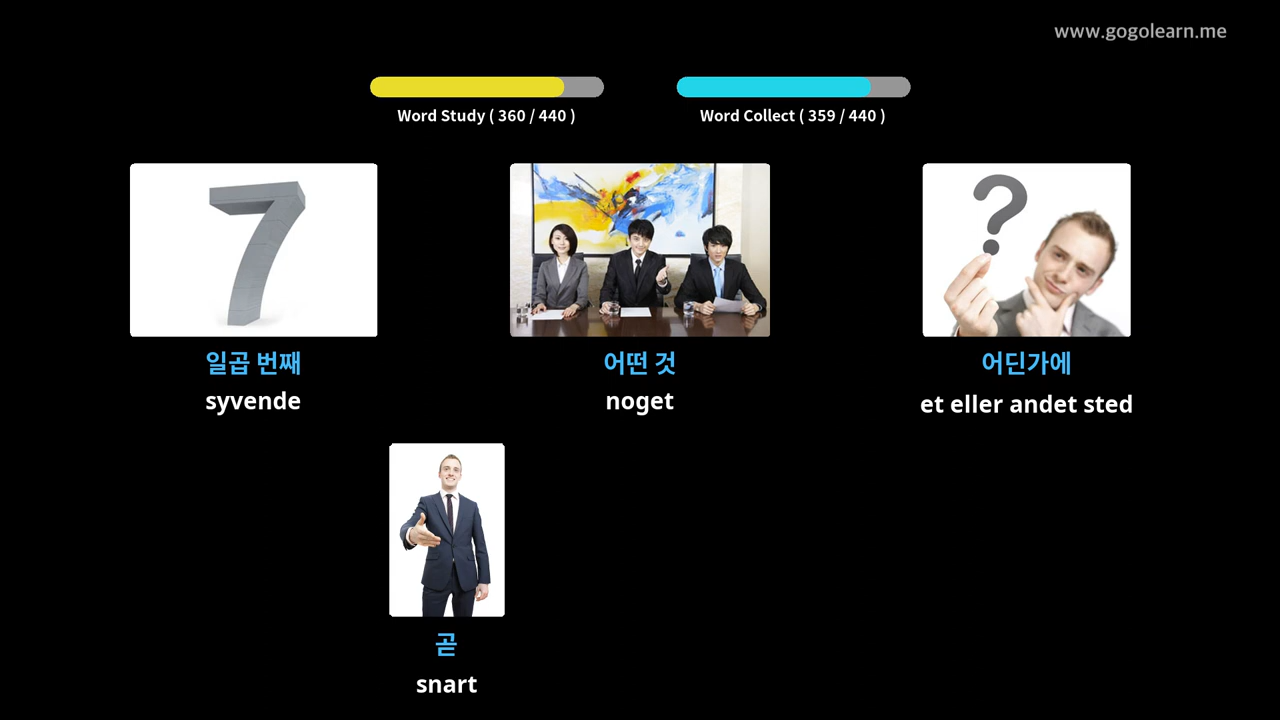 www.gogolearn.me
Word Study ( 360 / 440 )
Word Collect ( 359 / 440 )
7
일곱 번째
syvende
어떤 것
noget
?
어딘가에
et eller andet sted
곧
snart